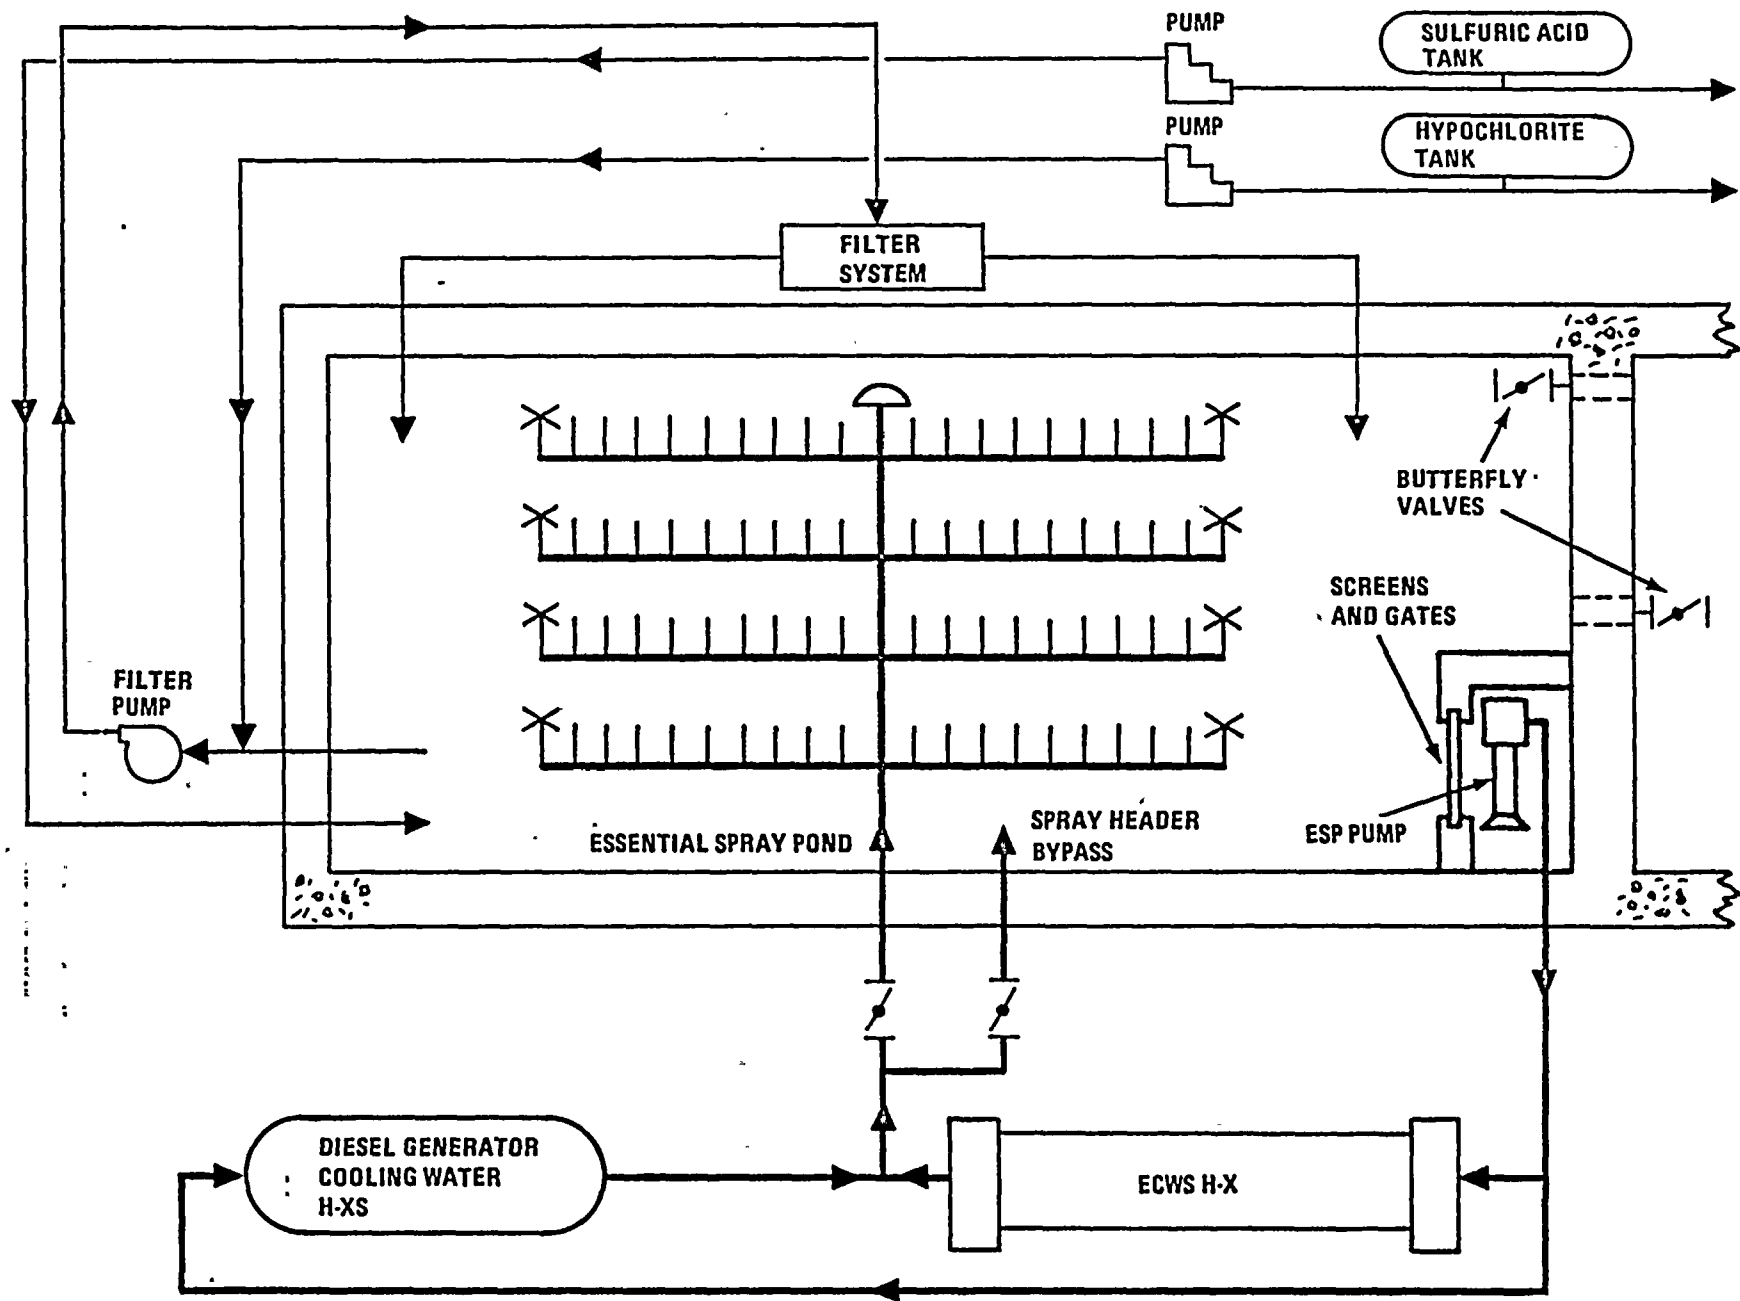 PUMP
SULFURIC ACID
TANK
PUMP
HYPOCHLORITE
TANK
FILTER
SYSTEM
BUTTERFLY
VALVES
SCREENS
AND GATES
FILTER
PUMP
ESSENTIAL SPRAY POND
SPRAY HEADER
BYPASS
ESP PUMP
DIESEL GENERATOR
COOLING WATER
H-XS
ECWS H-X